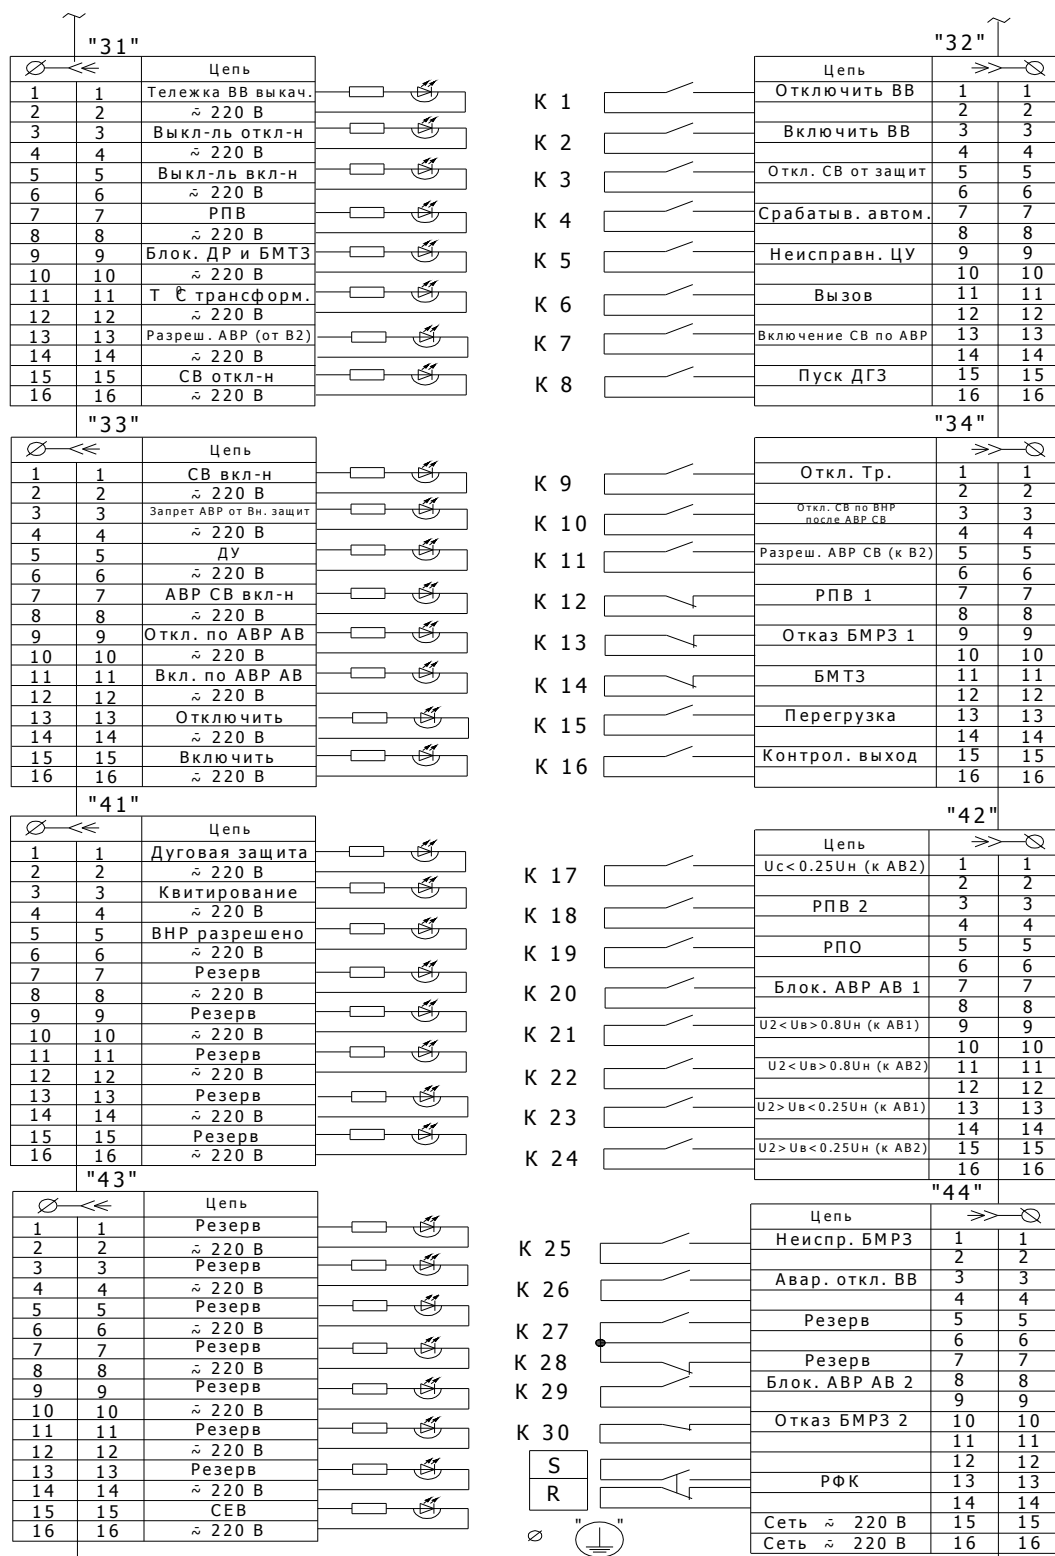 "31"
Цепь
1 1 Тележка ВВ выкач.
2 2 ~ 220 В
3 3 Выкл-ль откл-н
4 4 ~ 220 В
5 5 Выкл-ль вкл-н
6 6 ~ 220 В
7 7 РПВ
8 8 ~ 220 В
9 9 Блок. ДР и БМТЗ
10 10 ~ 220 В
11 11 Т ⁰С трансформ.
12 12 ~ 220 В
13 13 Разреш. АВР (от В2)
14 14 ~ 220 В
15 15 СВ откл-н
16 16 ~ 220 В
"33"
Цепь
1 1 СВ вкл-н
2 2 ~ 220 В
3 3 Запрет АВР от Вн. защит
4 4 ~ 220 В
5 5 ДУ
6 6 ~ 220 В
7 7 АВР СВ вкл-н
8 8 ~ 220 В
9 9 Откл. по АВР АВ
10 10 ~ 220 В
11 11 Вкл. по АВР АВ
12 12 ~ 220 В
13 13 Отключить
14 14 ~ 220 В
15 15 Включить
16 16 ~ 220 В
"41"
Цепь
1 1 Дуговая защита
2 2 ~ 220 В
3 3 Квитирование
4 4 ~ 220 В
5 5 ВНР разрешено
6 6 ~ 220 В
7 7 Резерв
8 8 ~ 220 В
9 9 Резерв
10 10 ~ 220 В
11 11 Резерв
12 12 ~ 220 В
13 13 Резерв
14 14 ~ 220 В
15 15 Резерв
16 16 ~ 220 В
"43"
Цепь
1 1 Резерв
2 2 ~ 220 В
3 3 Резерв
4 4 ~ 220 В
5 5 Резерв
6 6 ~ 220 В
7 7 Резерв
8 8 ~ 220 В
9 9 Резерв
10 10 ~ 220 В
11 11 Резерв
12 12 ~ 220 В
13 13 Резерв
14 14 ~ 220 В
15 15 СЕВ
16 16 ~ 220 В
"32"
Цепь
К 1 Отключить ВВ 1 1
2 2
К 2 Включить ВВ 3 3
4 4
К 3 Откл. СВ от защит 5 5
6 6
К 4 Срабатыв. автом. 7 7
8 8
К 5 Неисправн. ЦУ 9 9
10 10
К 6 Вызов 11 11
12 12
К 7 Включение СВ по АВР 13 13
14 14
К 8 Пуск ДГЗ 15 15
16 16
"34"
К 9 Откл. Тр. 1 1
2 2
К 10 Откл. СВ по ВНР
после АВР СВ 3 3
4 4
К 11 Разреш. АВР СВ (к В2) 5 5
6 6
К 12 РПВ 1 7 7
8 8
К 13 Отказ БМРЗ 1 9 9
10 10
К 14 БМТЗ 11 11
12 12
К 15 Перегрузка 13 13
14 14
К 16 Контрол. выход 15 15
16 16
"42"
Цепь
К 17 Uс<0.25Uн (к АВ2) 1 1
2 2
К 18 РПВ 2 3 3
4 4
К 19 РПО 5 5
6 6
К 20 Блок. АВР АВ 1 7 7
8 8
К 21 U2<Uв>0.8Uн (к АВ1) 9 9
10 10
К 22 U2<Uв>0.8Uн (к АВ2) 11 11
12 12
К 23 U2>Uв<0.25Uн (к АВ1) 13 13
14 14
К 24 U2>Uв<0.25Uн (к АВ2) 15 15
16 16
"44"
Цепь
К 25 Неиспр. БМРЗ 1 1
2 2
К 26 Авар. откл. ВВ 3 3
4 4
К 27 Резерв 5 5
6 6
К 28 Резерв 7 7
К 29 Блок. АВР АВ 2 8 8
9 9
К 30 Отказ БМРЗ 2 10 10
11 11
S 12 12
R РФК 13 13
14 14
Сеть ~ 220 В 15 15
Сеть ~ 220 В 16 16
" "